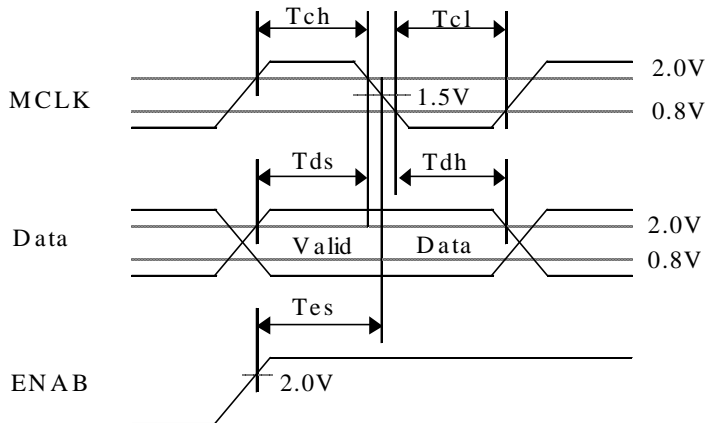 Tch Tcl
2.0V
MCLK 1.5V
0.8V
Tds Tdh
2.0V
Data Valid Data
0.8V
Tes
ENAB 2.0V